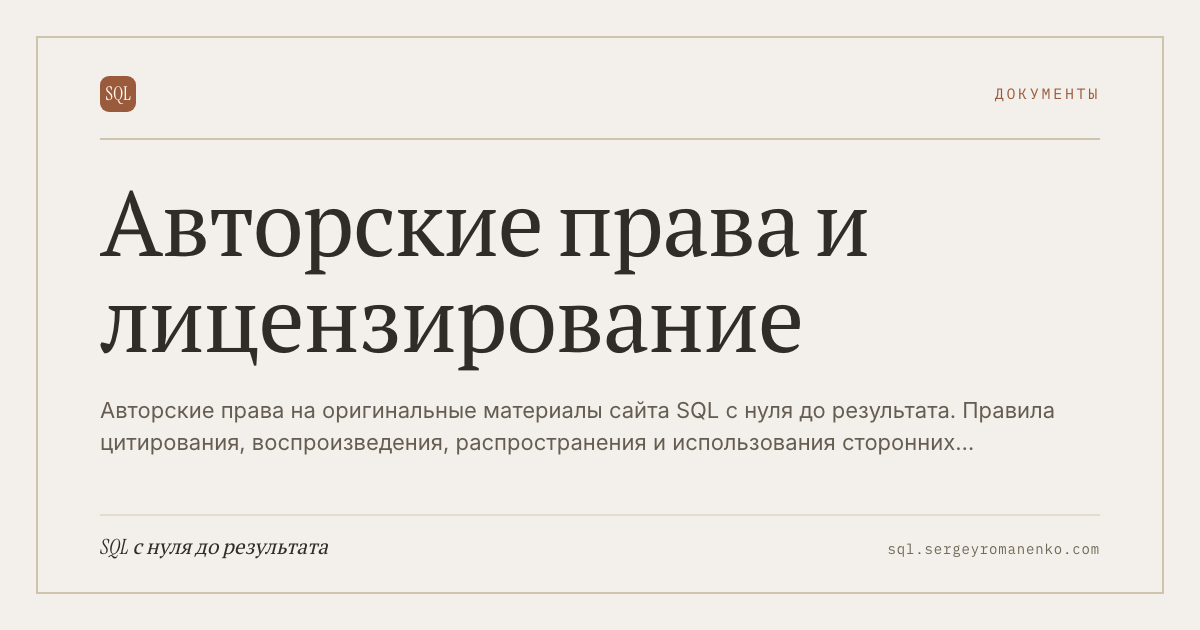 SQL
ДОКУМЕНТЫ
Авторские права и
лицензирование
Авторские права на оригинальные материалы сайта SQL с нуля до результата. Правила
цитирования, воспроизведения, распространения и использования сторонних…
SQL с нуля до результата
sql.sergeyromanenko.com